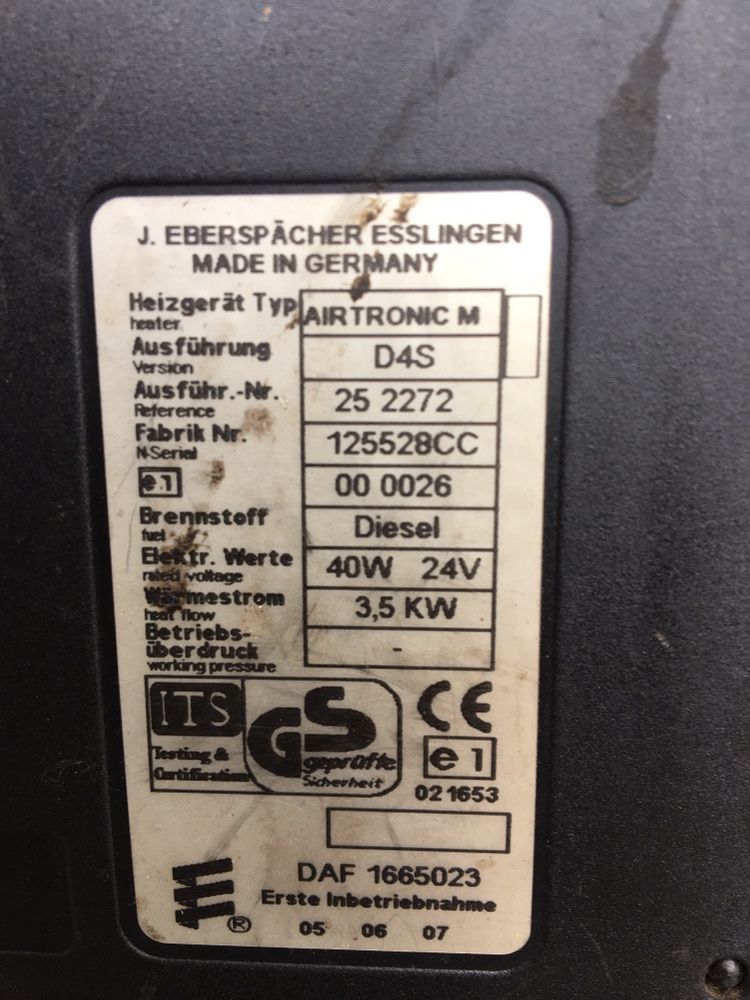 J. EBERSPÄCHER ESSLINGEN
MADE IN GERMANY
Heizgerät Typ AIRTRONIC M
heater
Ausführung D4S
Version
Ausführ.-Nr. 25 2272
Reference
Fabrik Nr. 125528CC
N-Serial
e1 00 0026
Brennstoff Diesel
fuel
Elektr. Werte 40W 24V
rated voltage
Wärmestrom 3,5 KW
heat flow
Betriebs-
überdruck -
working pressure
ITS
Testing &
Certification
GS
geprüfte
Sicherheit
CE
e1
02 1653
DAF 1665023
Erste Inbetriebnahme
®
05 06 07